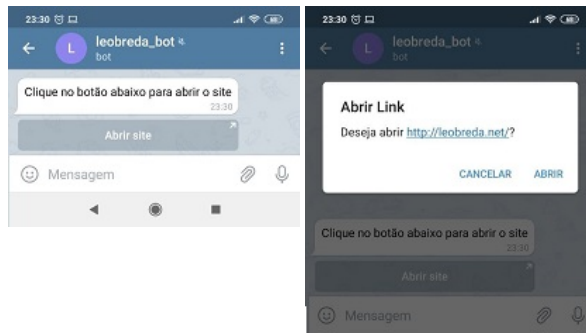 23:30
leobreda_bot
bot
Clique no botão abaixo para abrir o site
23:30
Abrir site
Mensagem
23:30
leobreda_bot
bot
Abrir Link
Deseja abrir http://leobreda.net/?
CANCELAR ABRIR
Clique no botão abaixo para abrir o site
23:30
Abrir site
Mensagem